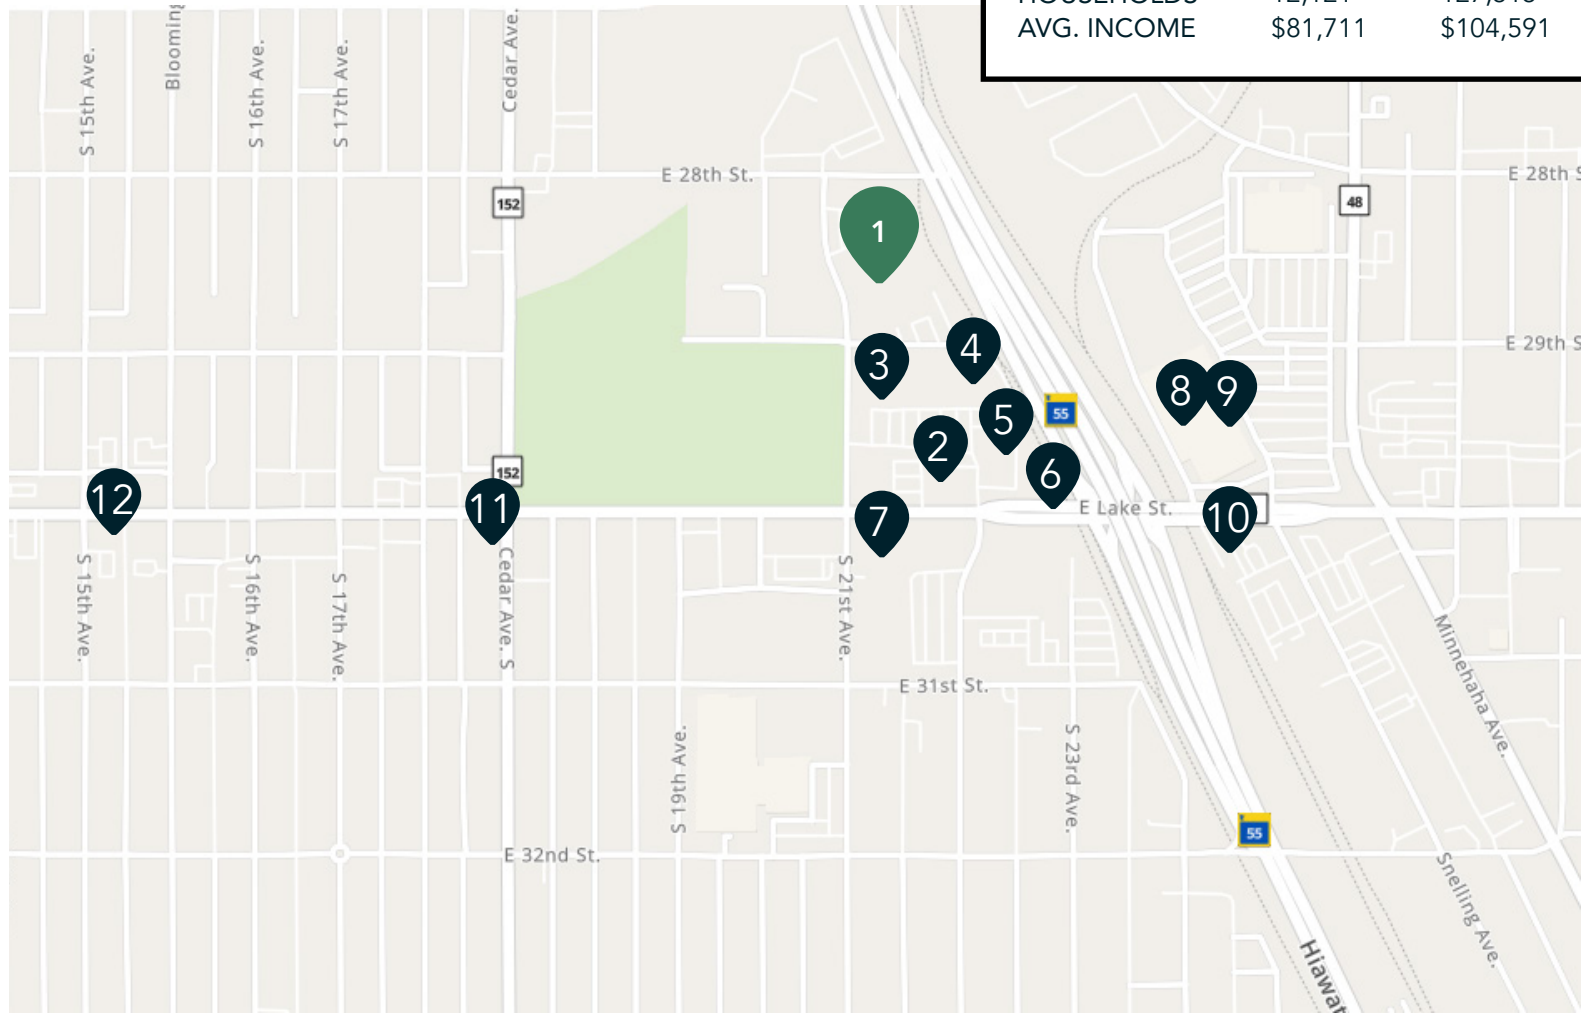 AVG. INCOME $81,711 $104,591
S 15th Ave.
S 16th Ave.
S 17th Ave.
Cedar Ave.
E 28th St.
E 28th S
152
48
1
3
4
E 29th S
8
9
55
5
2
6
152
12
11
7
E Lake St.
10
S 15th Ave.
S 16th Ave.
S 17th Ave.
Cedar Ave. S
S 21st Ave.
E 31st St.
Minnehaha Ave.
S 19th Ave.
S 23rd Ave.
55
E 32nd St.
Snelling Ave.